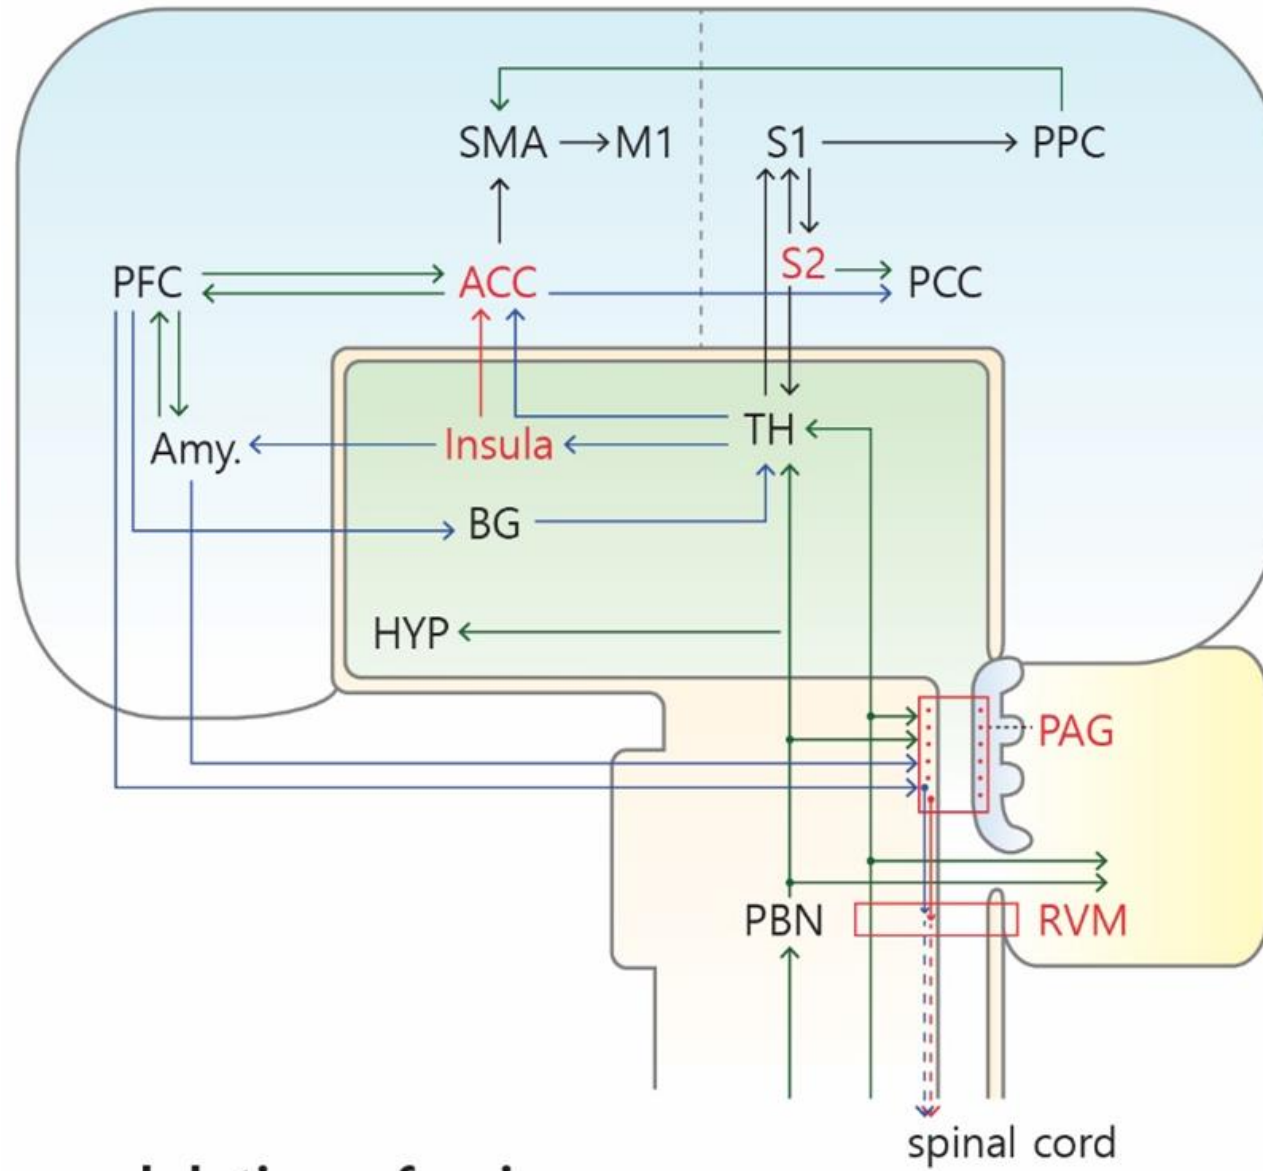 SMA M1 S1 PPC
S2
PFC ACC PCC
TH
Amy. Insula
BG
HYP
PAG
PBN RVM
spinal cord